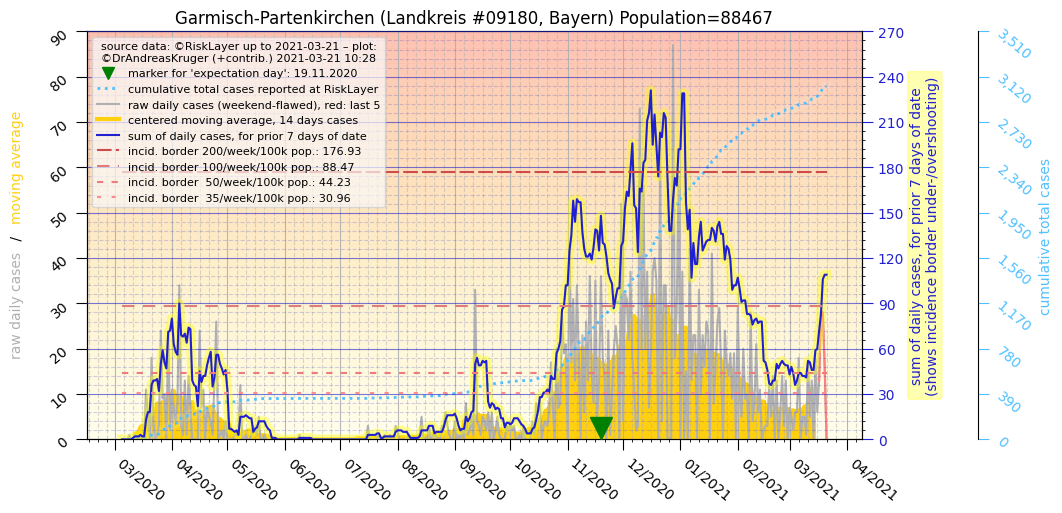 Garmisch-Partenkirchen (Landkreis #09180, Bayern) Population=88467
source data: ©RiskLayer up to 2021-03-21 – plot:
©DrAndreasKruger (+contrib.) 2021-03-21 10:28
marker for 'expectation day': 19.11.2020
cumulative total cases reported at RiskLayer
raw daily cases (weekend-flawed), red: last 5
centered moving average, 14 days cases
sum of daily cases, for prior 7 days of date
incid. border 200/week/100k pop.: 176.93
incid. border 100/week/100k pop.: 88.47
incid. border  50/week/100k pop.: 44.23
incid. border  35/week/100k pop.: 30.96
raw daily cases / moving average
90
80
70
60
50
40
30
20
10
0
270
240
210
180
150
120
90
60
30
0
sum of daily cases, for prior 7 days of date
(shows incidence border under-/overshooting)
3,510
3,120
2,730
2,340
1,950
1,560
1,170
780
390
0
cumulative total cases
03/2020
04/2020
05/2020
06/2020
07/2020
08/2020
09/2020
10/2020
11/2020
12/2020
01/2021
02/2021
03/2021
04/2021